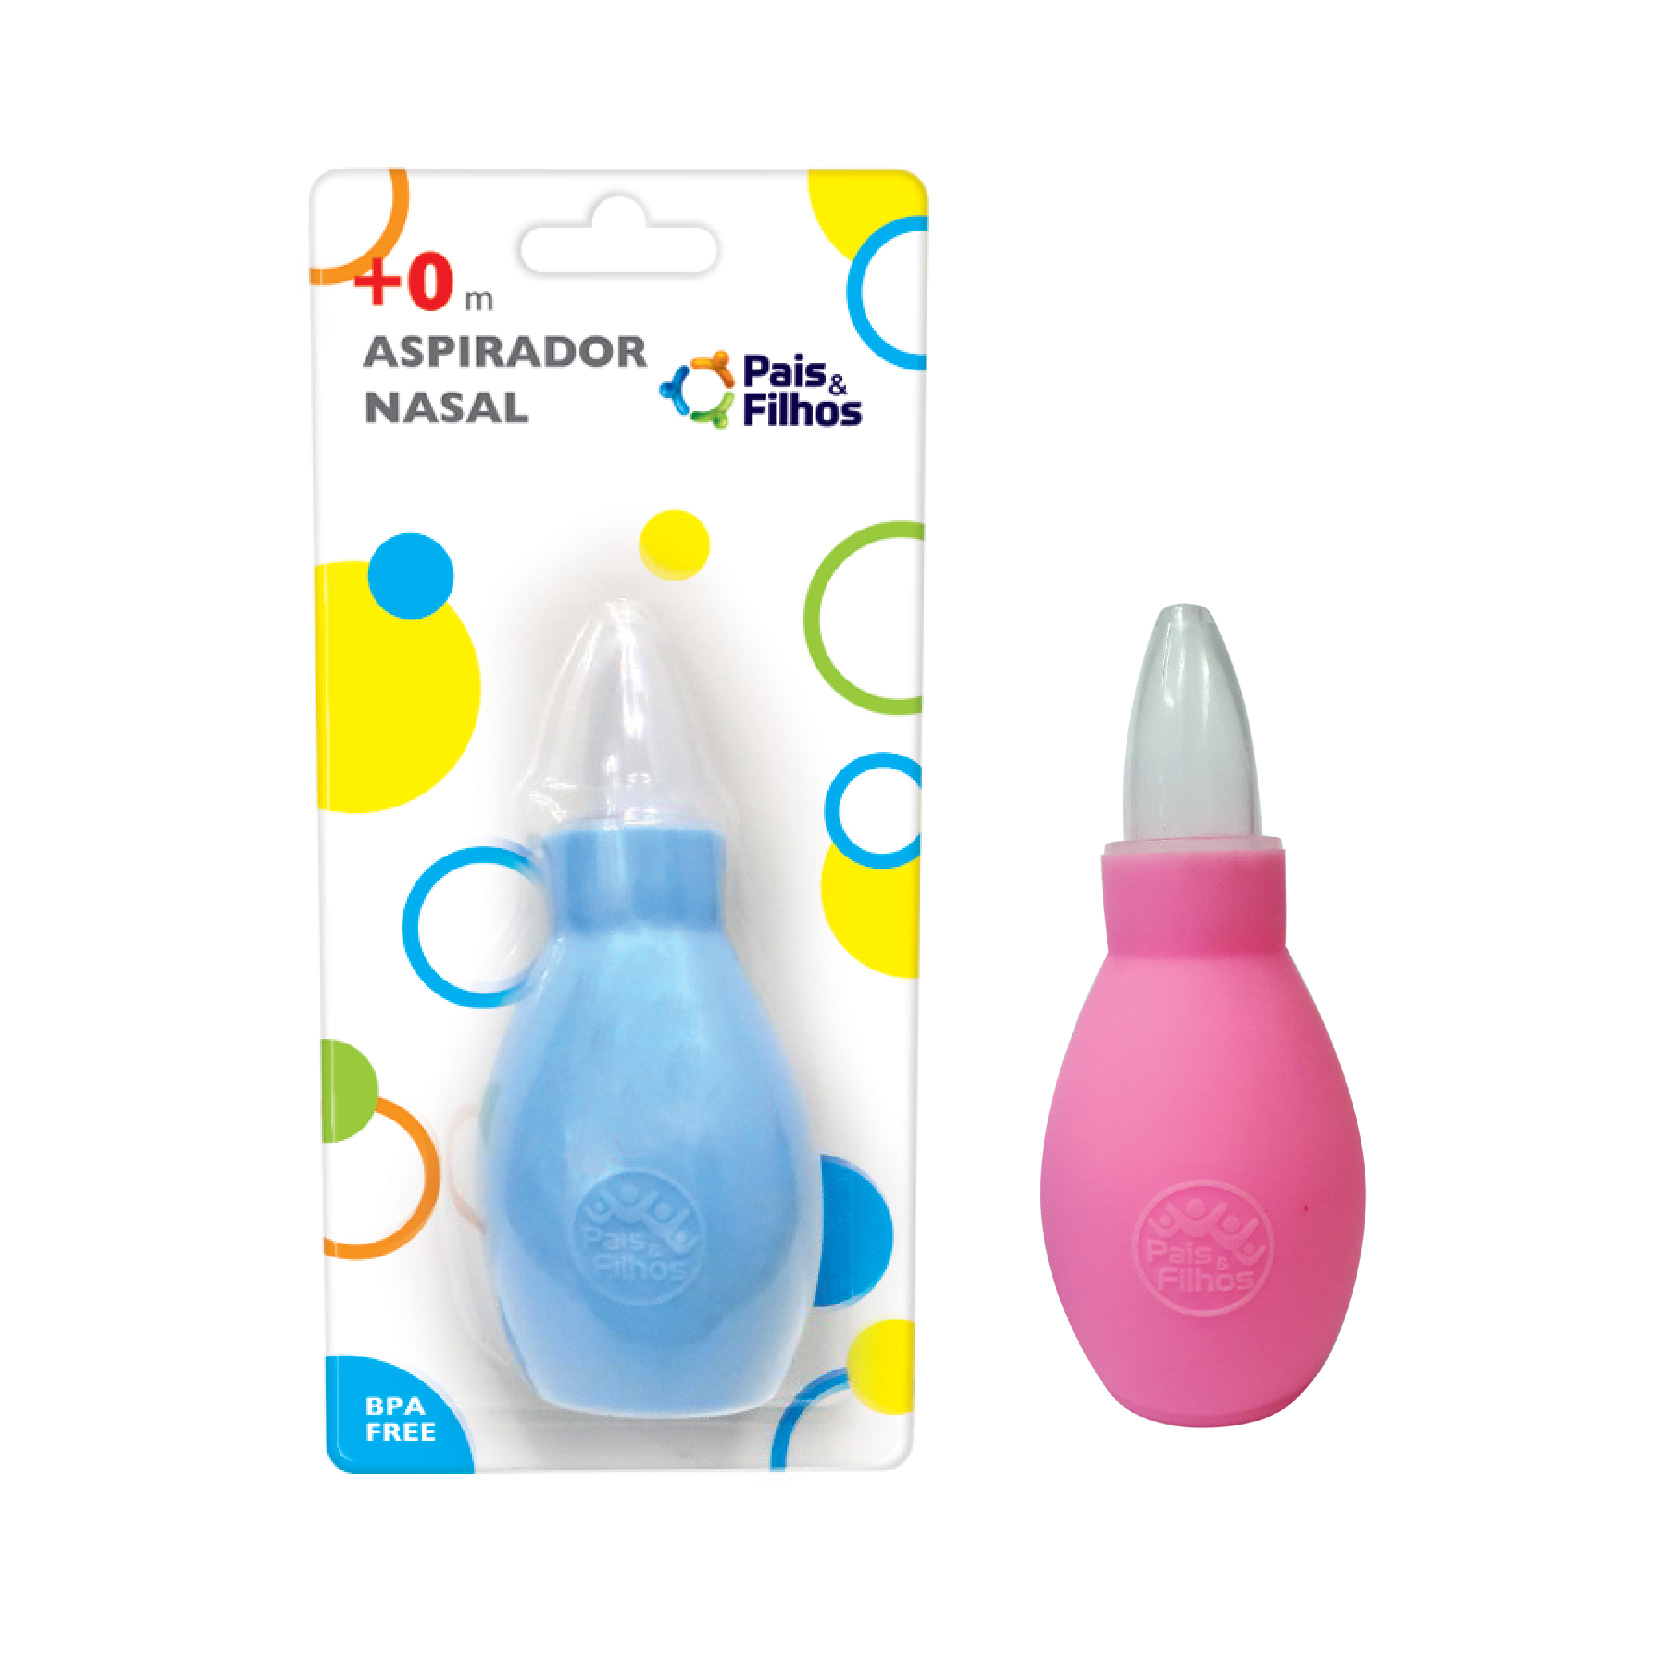 +0 m
ASPIRADOR
NASAL
Pais &
Filhos
Pais &
Filhos
Pais &
Filhos
BPA
FREE